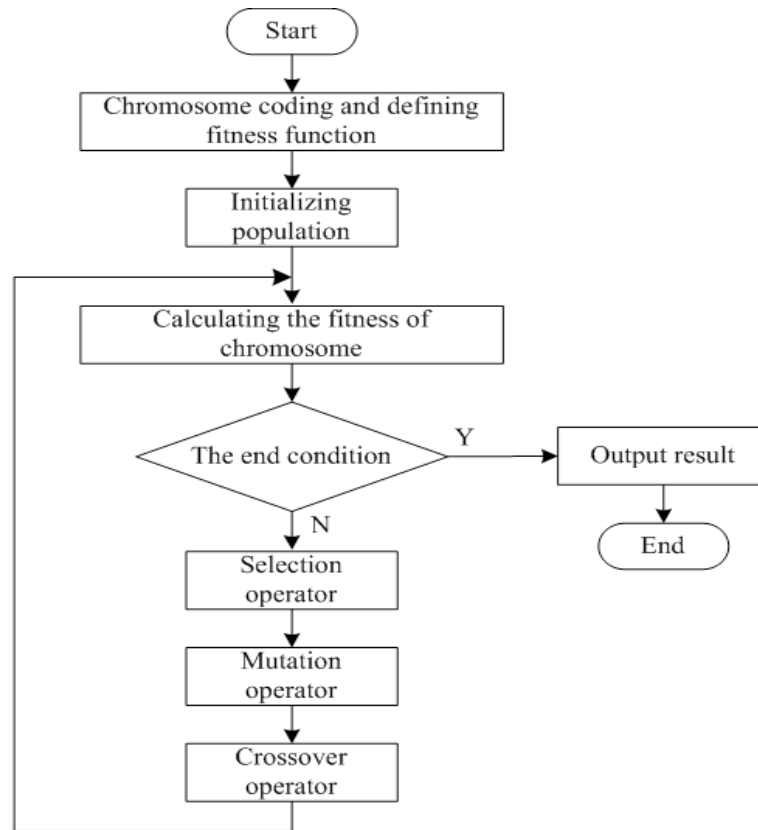 Start
Chromosome coding and defining
fitness function
Initializing
population
Calculating the fitness of
chromosome
The end condition
Y
Output result
N
End
Selection
operator
Mutation
operator
Crossover
operator